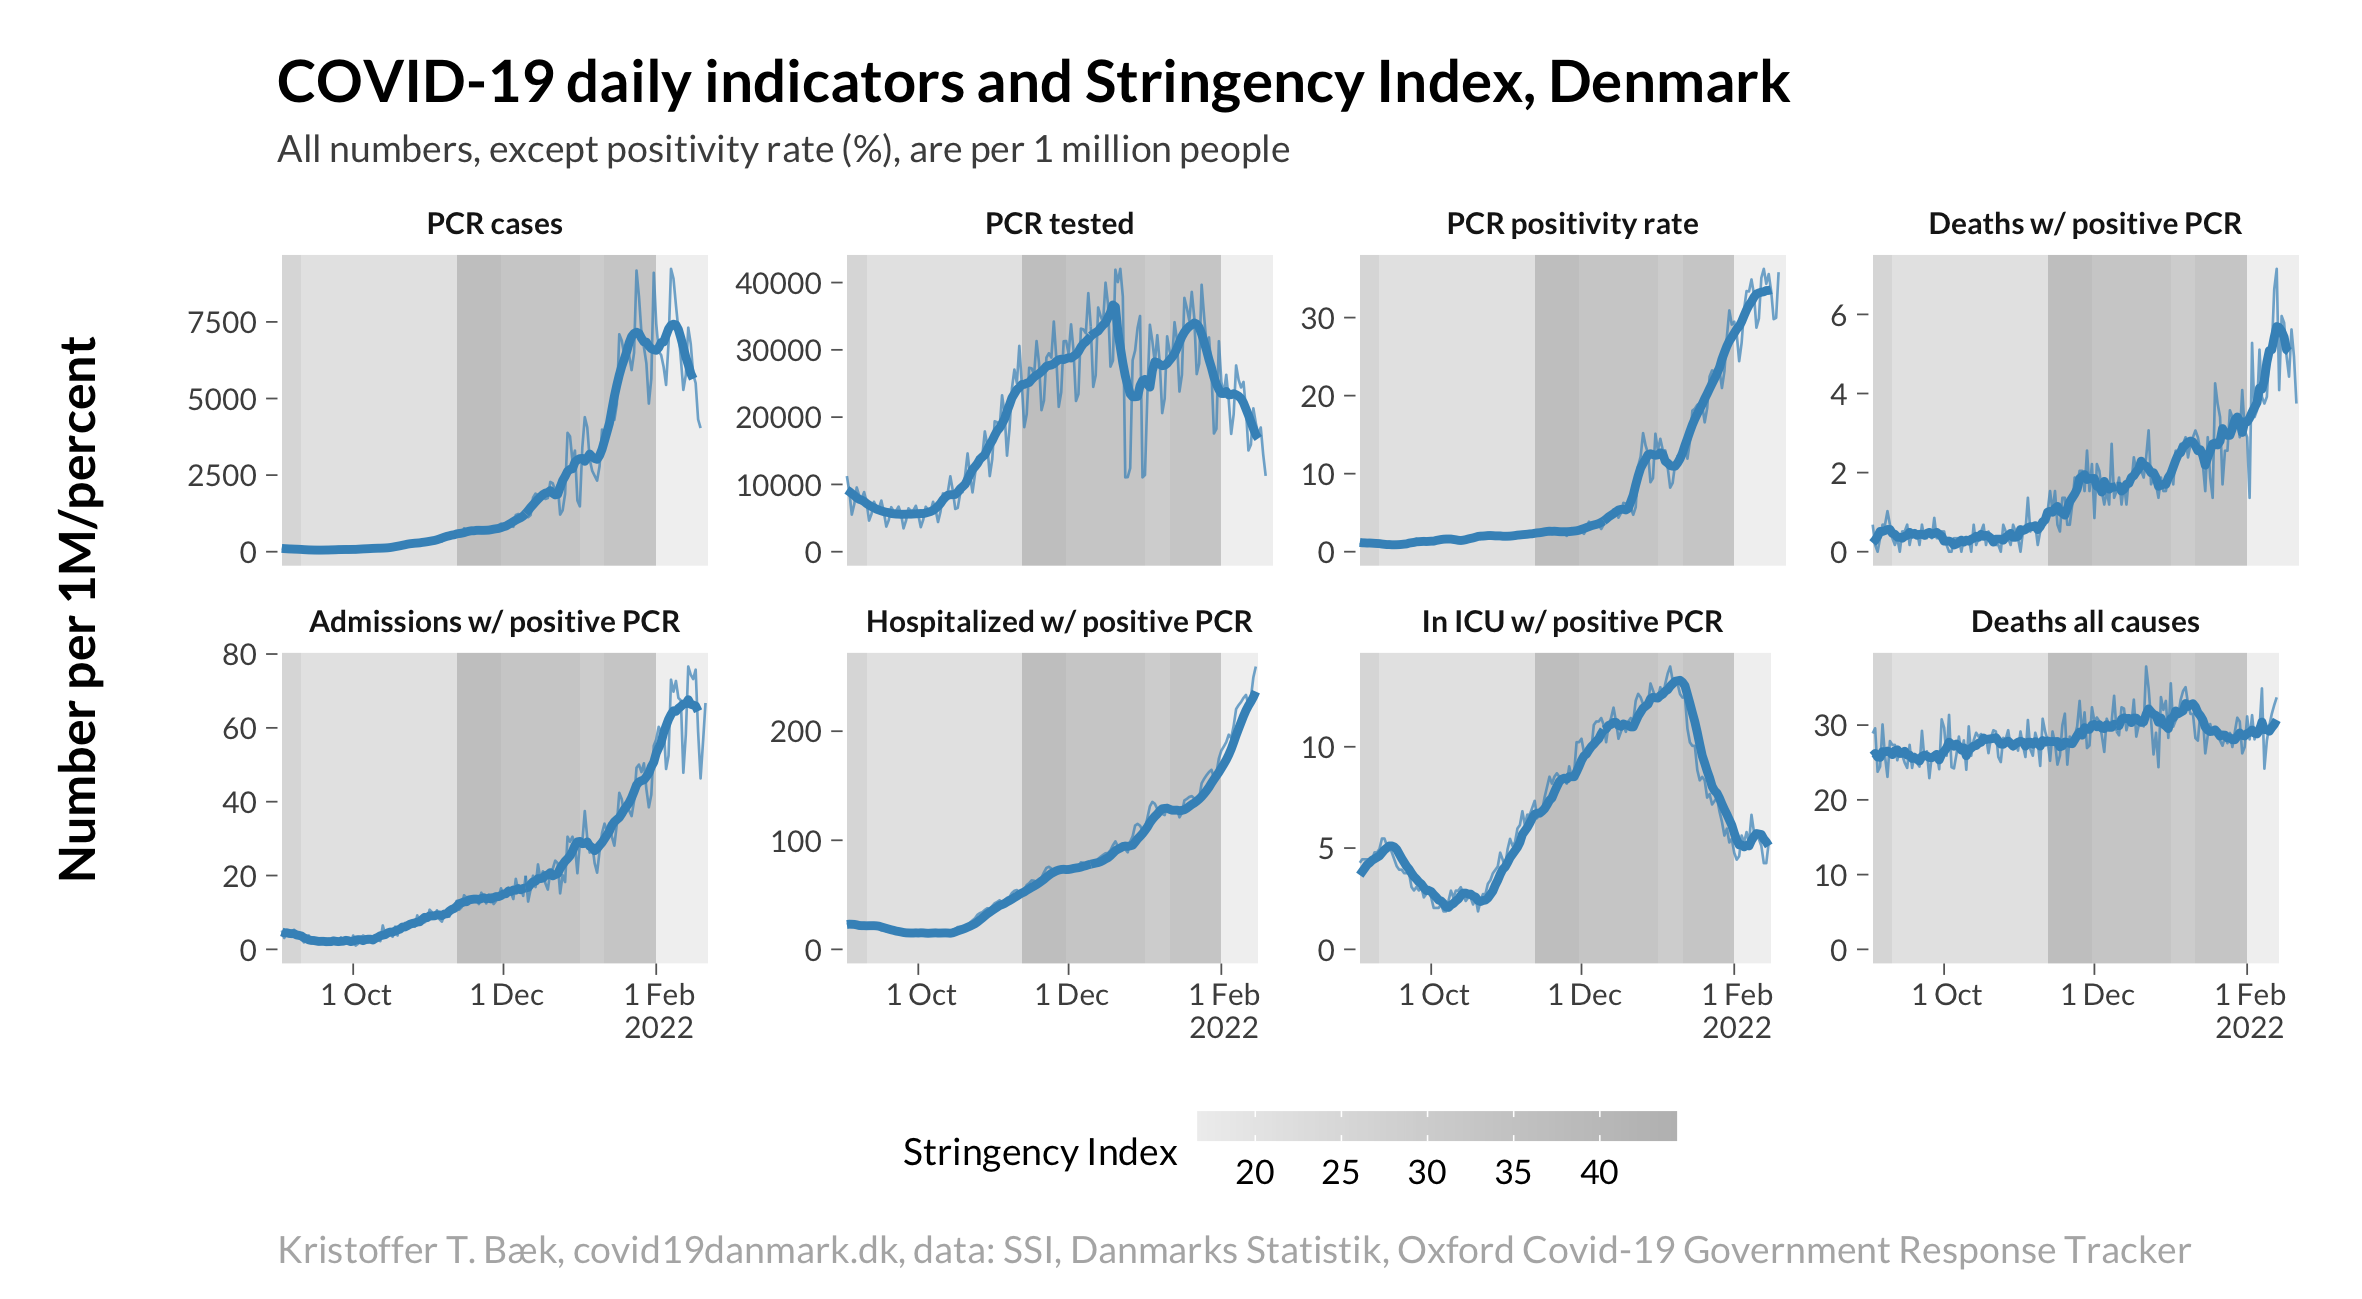 COVID-19 daily indicators and Stringency Index, Denmark
All numbers, except positivity rate (%), are per 1 million people
Number per 1M/percent
PCR cases
7500
5000
2500
0
PCR tested
40000
30000
20000
10000
0
PCR positivity rate
30
20
10
0
Deaths w/ positive PCR
6
4
2
0
Admissions w/ positive PCR
80
60
40
20
0
1 Oct
1 Dec
1 Feb
2022
Hospitalized w/ positive PCR
200
100
0
1 Oct
1 Dec
1 Feb
2022
In ICU w/ positive PCR
10
5
0
1 Oct
1 Dec
1 Feb
2022
Deaths all causes
30
20
10
0
1 Oct
1 Dec
1 Feb
2022
Stringency Index
20 25 30 35 40
Kristoffer T. Bæk, covid19danmark.dk, data: SSI, Danmarks Statistik, Oxford Covid-19 Government Response Tracker